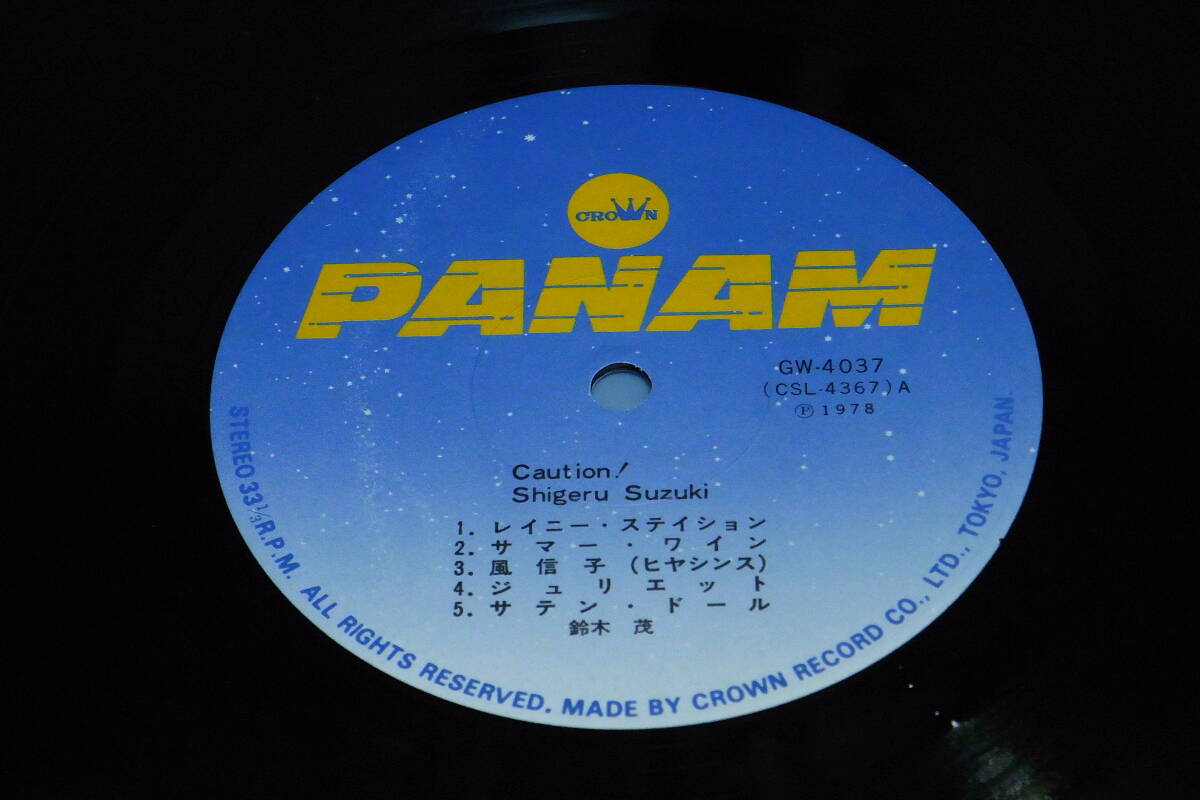 CROWN
PANAM
GW-4037
(CSL-4367) A
Ⓟ 1978
Caution!
Shigeru Suzuki
1. レイニー・ステイション
2. サマー・ワイン
3. 風信子(ヒヤシンス)
4. ジュリエット
5. サテン・ドール
鈴木 茂
STEREO 33 1/3 R.P.M. ALL RIGHTS RESERVED. MADE BY CROWN RECORD CO., LTD., TOKYO, JAPAN.